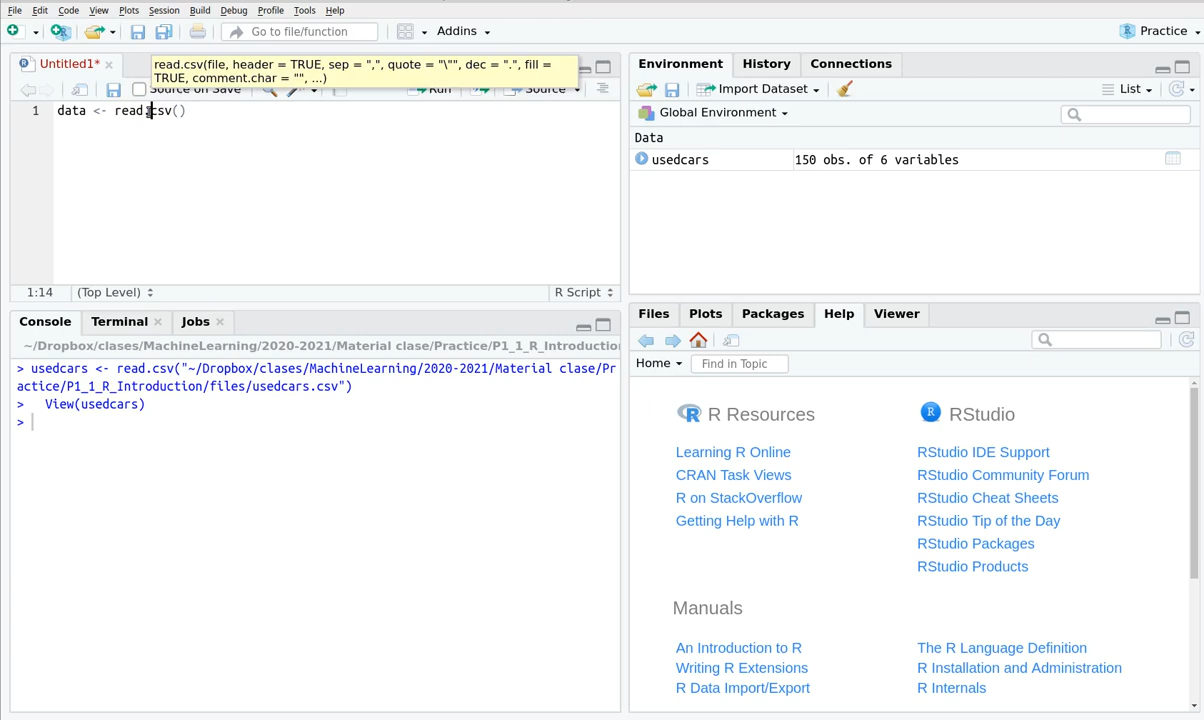 File Edit Code View Plots Session Build Debug Profile Tools Help
Go to file/function Addins Practice
Untitled1*
read.csv(file, header = TRUE, sep = ",", quote = "\"", dec = ".", fill =
TRUE, comment.char = "", ...)
Source on Save Run Source
1 data <- read.csv()
1:14 (Top Level) R Script
Console Terminal Jobs
~/Dropbox/clases/MachineLearning/2020-2021/Material clase/Practice/P1_1_R_Introductio
> usedcars <- read.csv("~/Dropbox/clases/MachineLearning/2020-2021/Material clase/Pr
actice/P1_1_R_Introduction/files/usedcars.csv")
> View(usedcars)
>
Environment History Connections
Import Dataset List
Global Environment
Data
usedcars 150 obs. of 6 variables
Files Plots Packages Help Viewer
Home Find in Topic
R Resources
Learning R Online
CRAN Task Views
R on StackOverflow
Getting Help with R
RStudio
RStudio IDE Support
RStudio Community Forum
RStudio Cheat Sheets
RStudio Tip of the Day
RStudio Packages
RStudio Products
Manuals
An Introduction to R
Writing R Extensions
R Data Import/Export
The R Language Definition
R Installation and Administration
R Internals